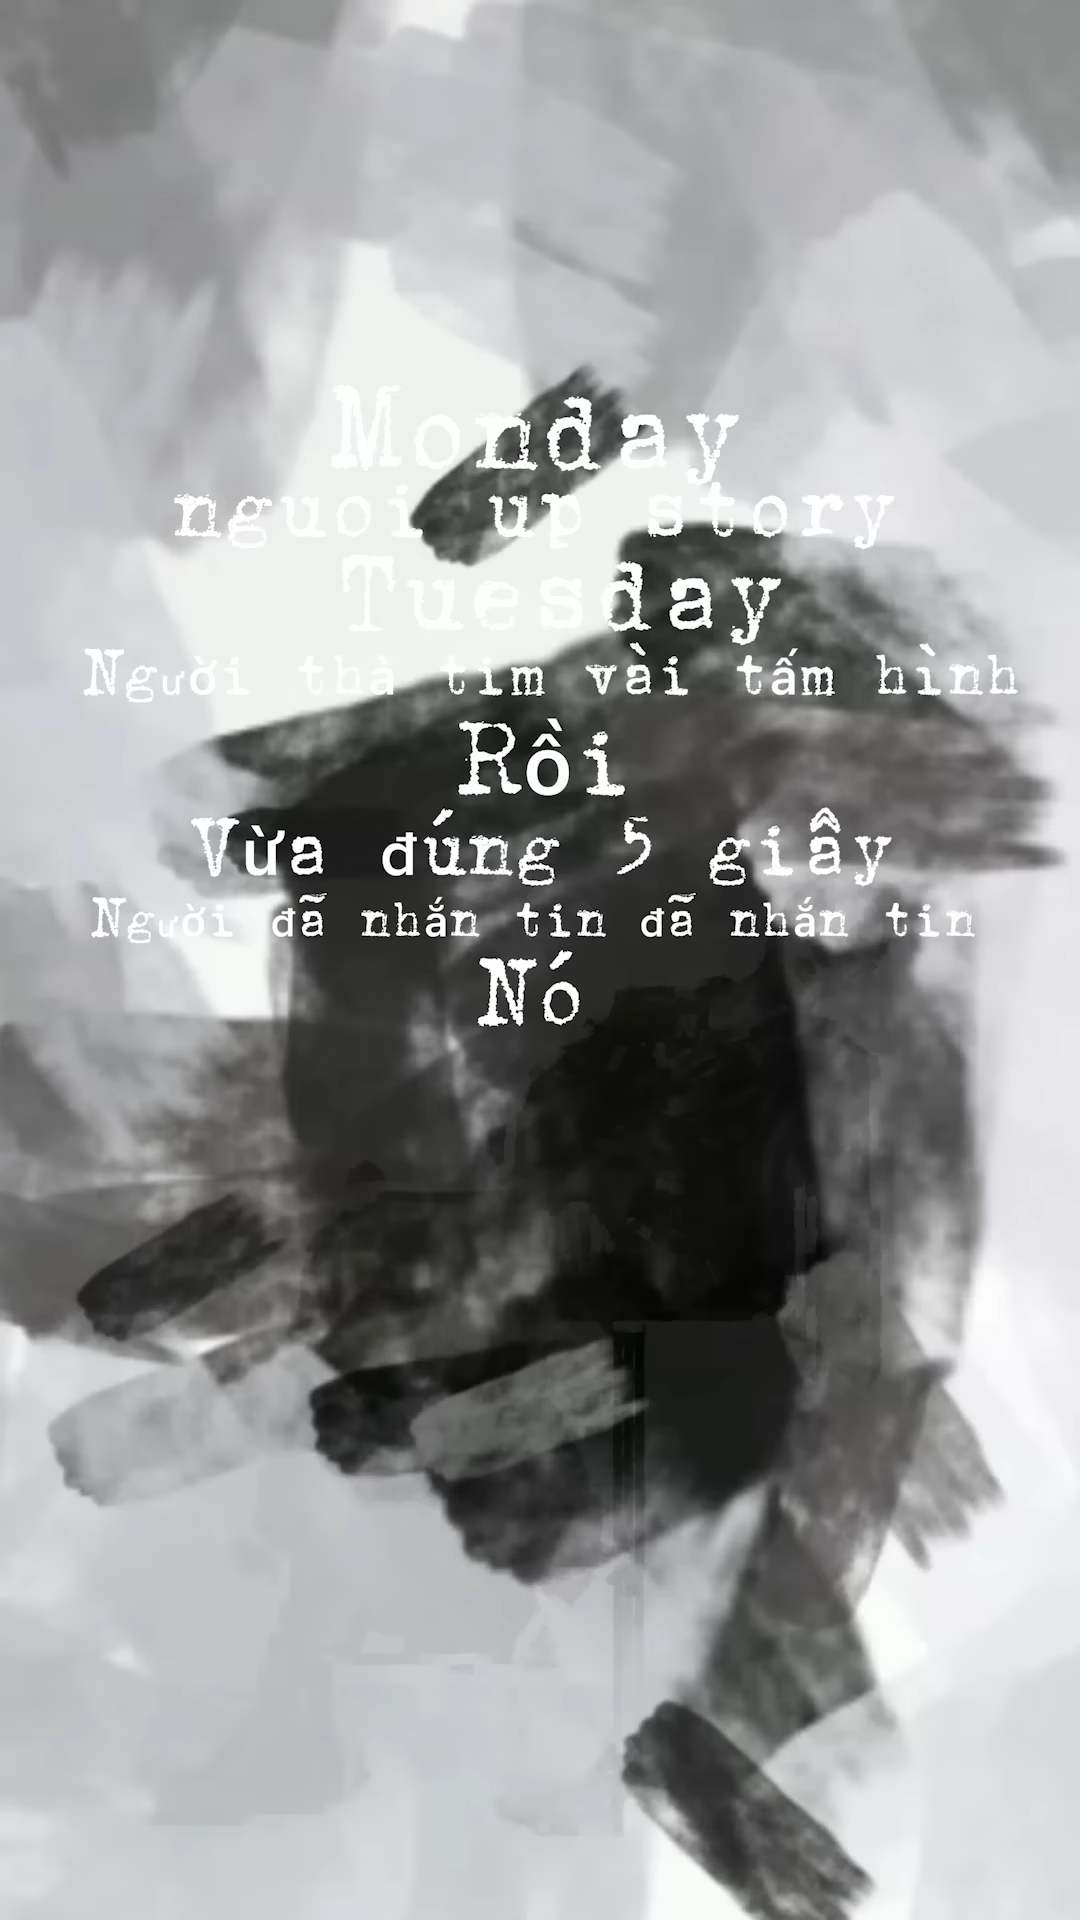 Monday
nguoi up story
Tuesday
Người thả tim vài tấm hình
Rồi
Vừa đúng 5 giây
Người đã nhắn tin đã nhắn tin
Nó